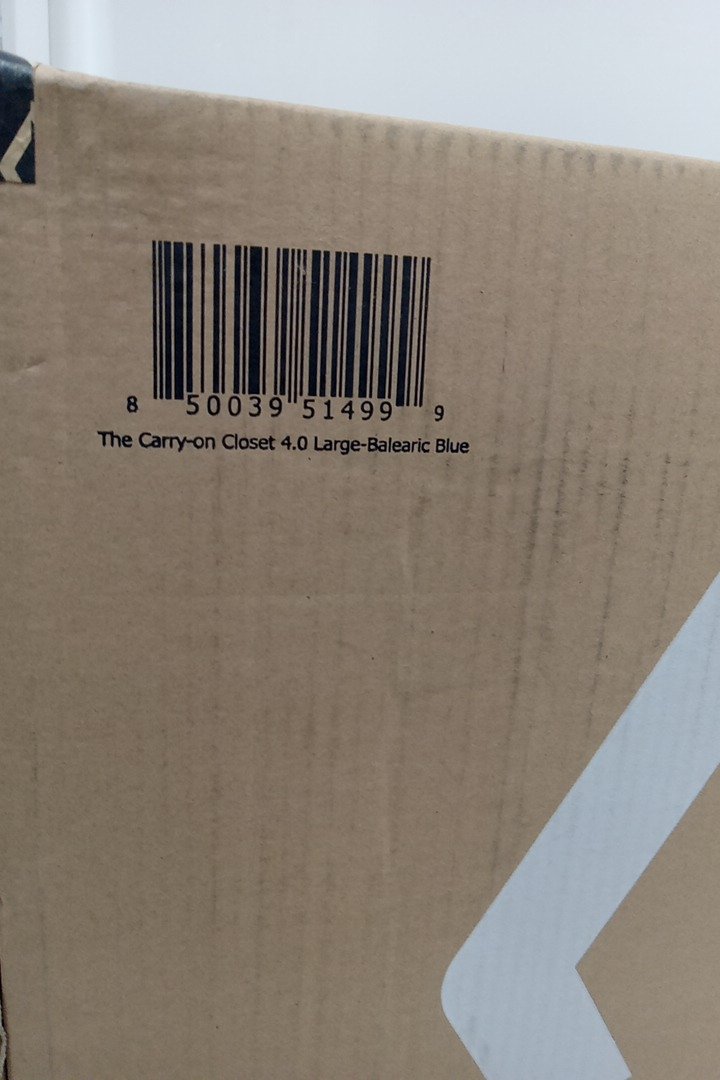 8 50039 51499 9
The Carry-on Closet 4.0 Large-Balearic Blue